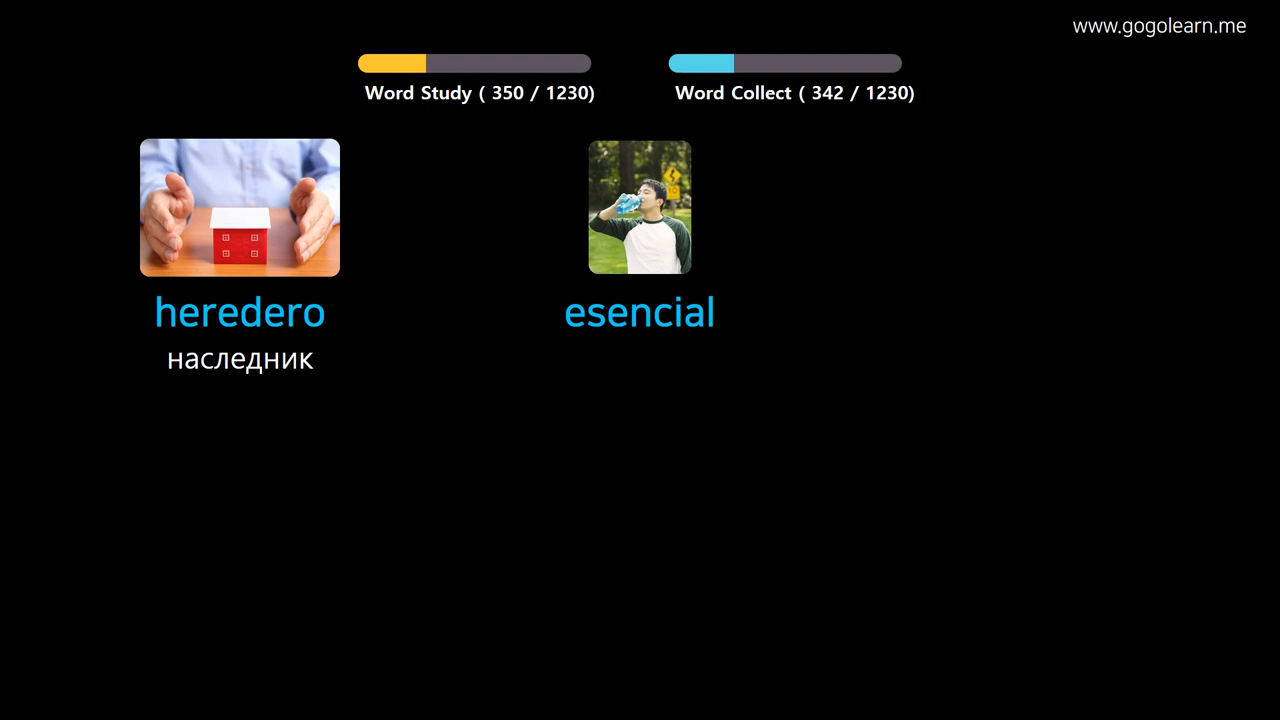 www.gogolearn.me
Word Study ( 350 / 1230)
Word Collect ( 342 / 1230)
heredero
наследник
esencial